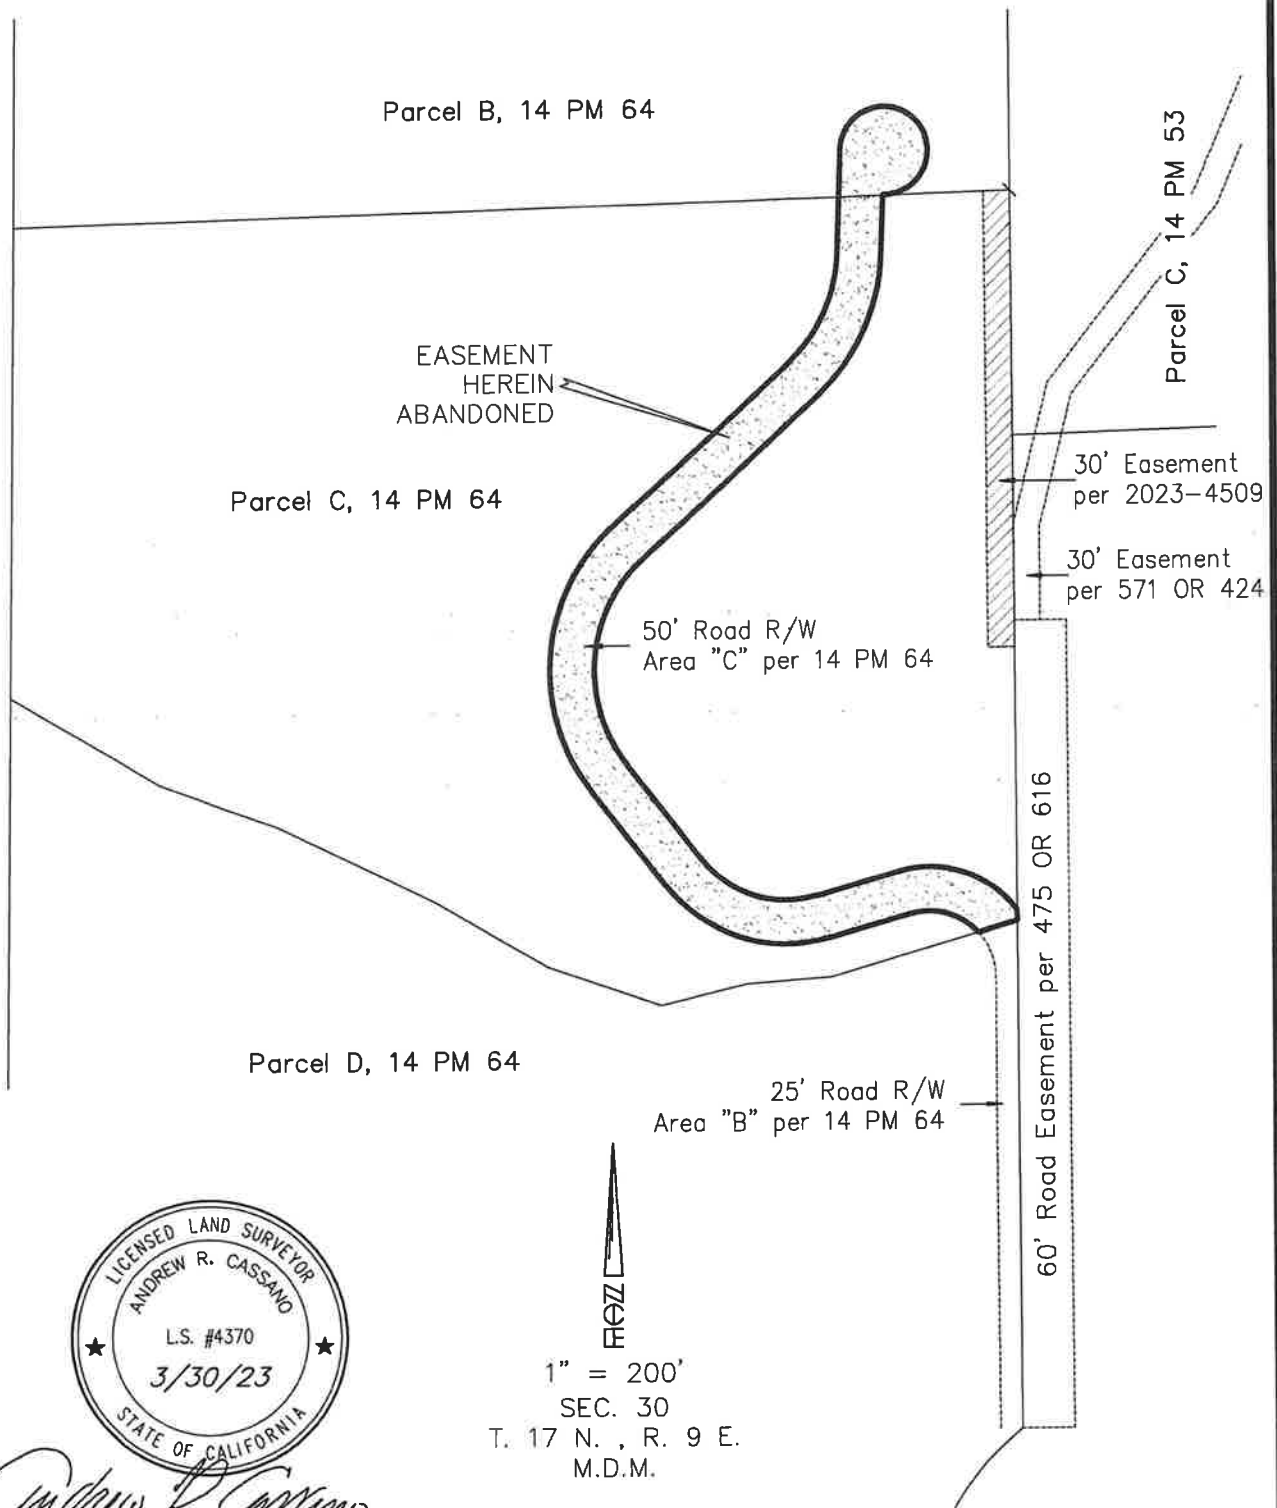 Parcel B, 14 PM 64
Parcel C, 14 PM 53
EASEMENT
HEREIN
ABANDONED
Parcel C, 14 PM 64
30' Easement
per 2023-4509
30' Easement
per 571 OR 424
50' Road R/W
Area "C" per 14 PM 64
60' Road Easement per 475 OR 616
Parcel D, 14 PM 64
25' Road R/W
Area "B" per 14 PM 64
LICENSED LAND SURVEYOR
ANDREW R. CASSANO
L.S. #4370
3/30/23
STATE OF CALIFORNIA
Andrew R Cassano
1" = 200'
SEC. 30
T. 17 N. , R. 9 E.
M.D.M.